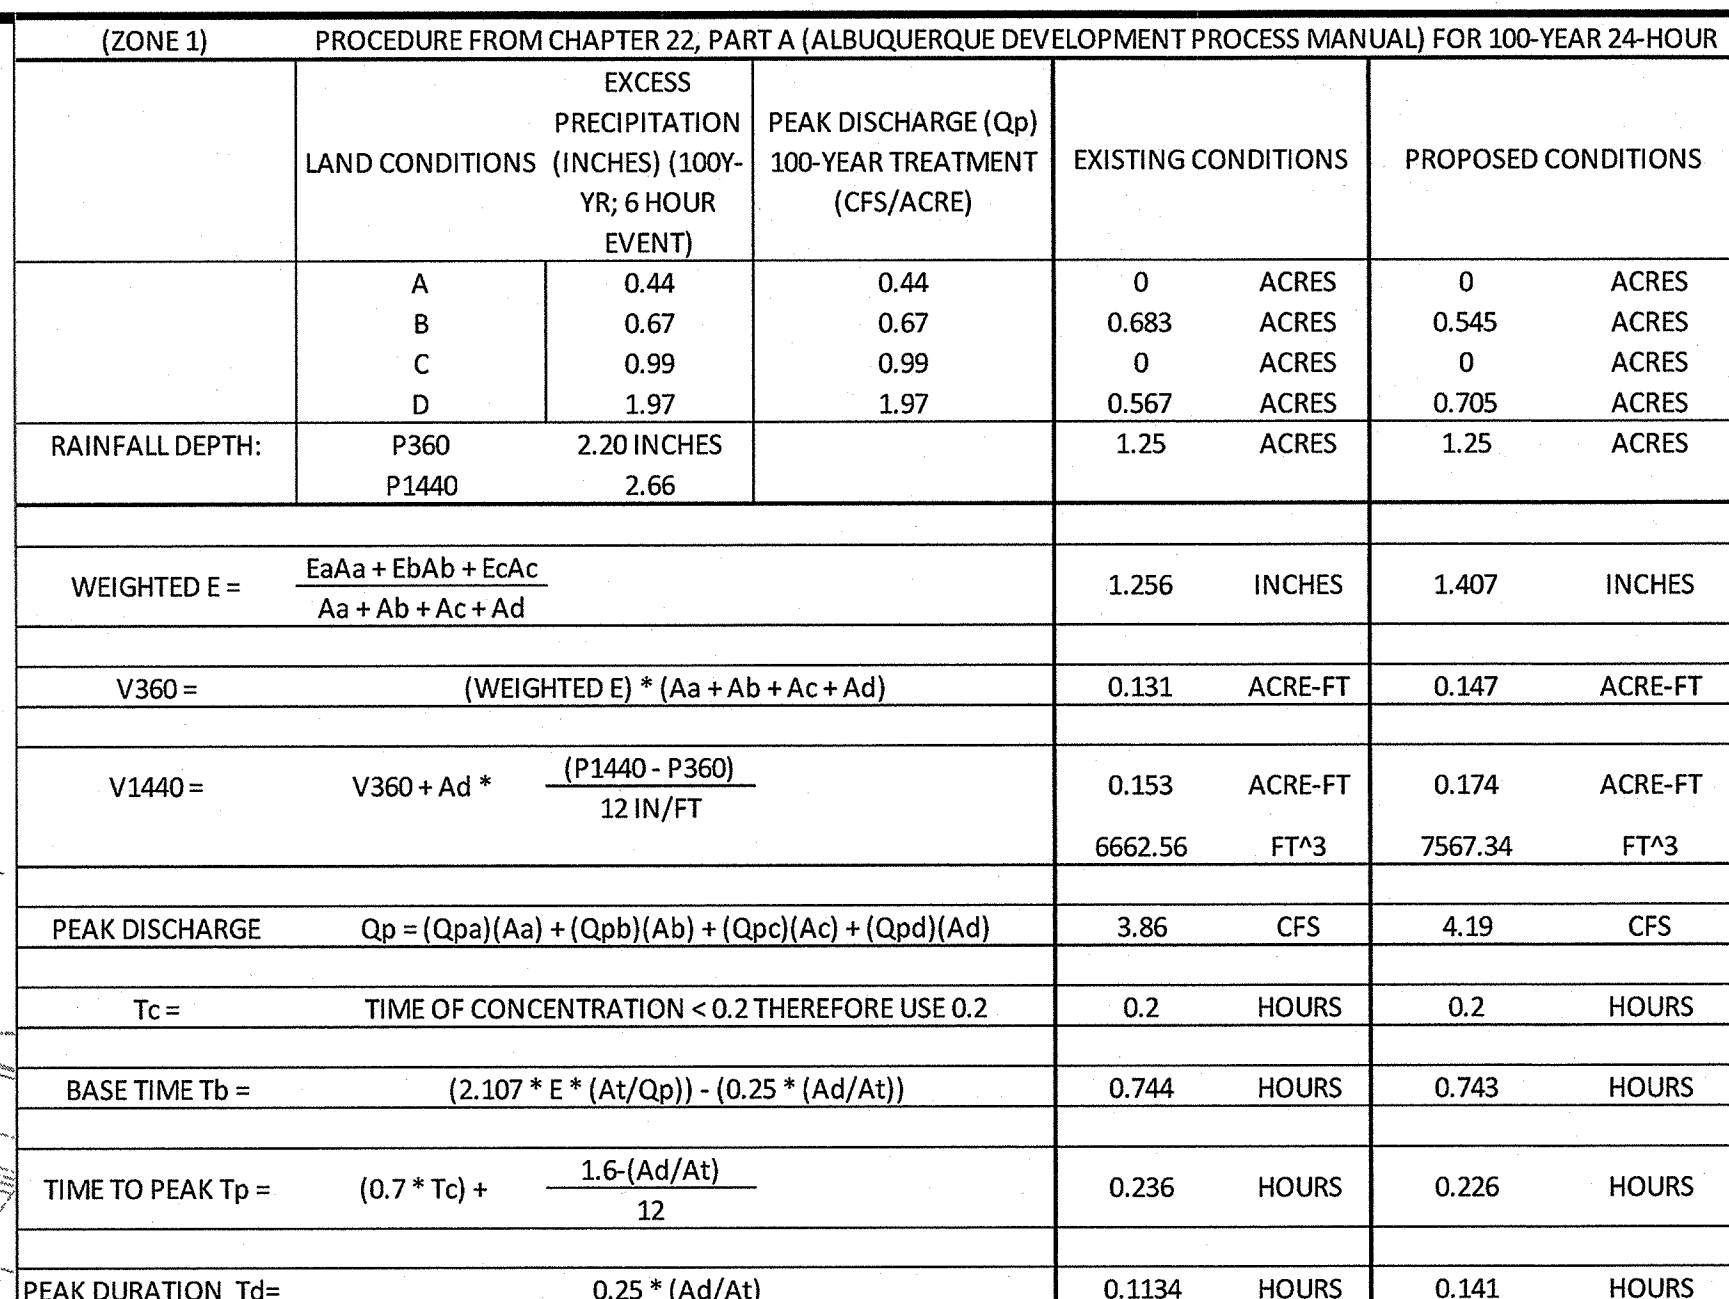 (ZONE 1) PROCEDURE FROM CHAPTER 22, PART A (ALBUQUERQUE DEVELOPMENT PROCESS MANUAL) FOR 100-YEAR 24-HOUR
LAND CONDITIONS
EXCESS
PRECIPITATION
(INCHES) (100Y-
YR; 6 HOUR
EVENT)
PEAK DISCHARGE (Qp)
100-YEAR TREATMENT
(CFS/ACRE)
EXISTING CONDITIONS
PROPOSED CONDITIONS
A 0.44 0.44 0 ACRES 0 ACRES
B 0.67 0.67 0.683 ACRES 0.545 ACRES
C 0.99 0.99 0 ACRES 0 ACRES
D 1.97 1.97 0.567 ACRES 0.705 ACRES
RAINFALL DEPTH: P360 2.20 INCHES 1.25 ACRES 1.25 ACRES
P1440 2.66
WEIGHTED E =
EaAa + EbAb + EcAc
Aa + Ab + Ac + Ad
1.256 INCHES 1.407 INCHES
V360 = (WEIGHTED E) * (Aa + Ab + Ac + Ad) 0.131 ACRE-FT 0.147 ACRE-FT
V1440 = V360 + Ad *
(P1440 - P360)
12 IN/FT
0.153 ACRE-FT 0.174 ACRE-FT
6662.56 FT^3 7567.34 FT^3
PEAK DISCHARGE Qp = (Qpa)(Aa) + (Qpb)(Ab) + (Qpc)(Ac) + (Qpd)(Ad) 3.86 CFS 4.19 CFS
Tc = TIME OF CONCENTRATION < 0.2 THEREFORE USE 0.2 0.2 HOURS 0.2 HOURS
BASE TIME Tb = (2.107 * E * (At/Qp)) - (0.25 * (Ad/At)) 0.744 HOURS 0.743 HOURS
TIME TO PEAK Tp = (0.7 * Tc) +
1.6-(Ad/At)
12
0.236 HOURS 0.226 HOURS
PEAK DURATION Td= 0.25 * (Ad/At) 0.1134 HOURS 0.141 HOURS